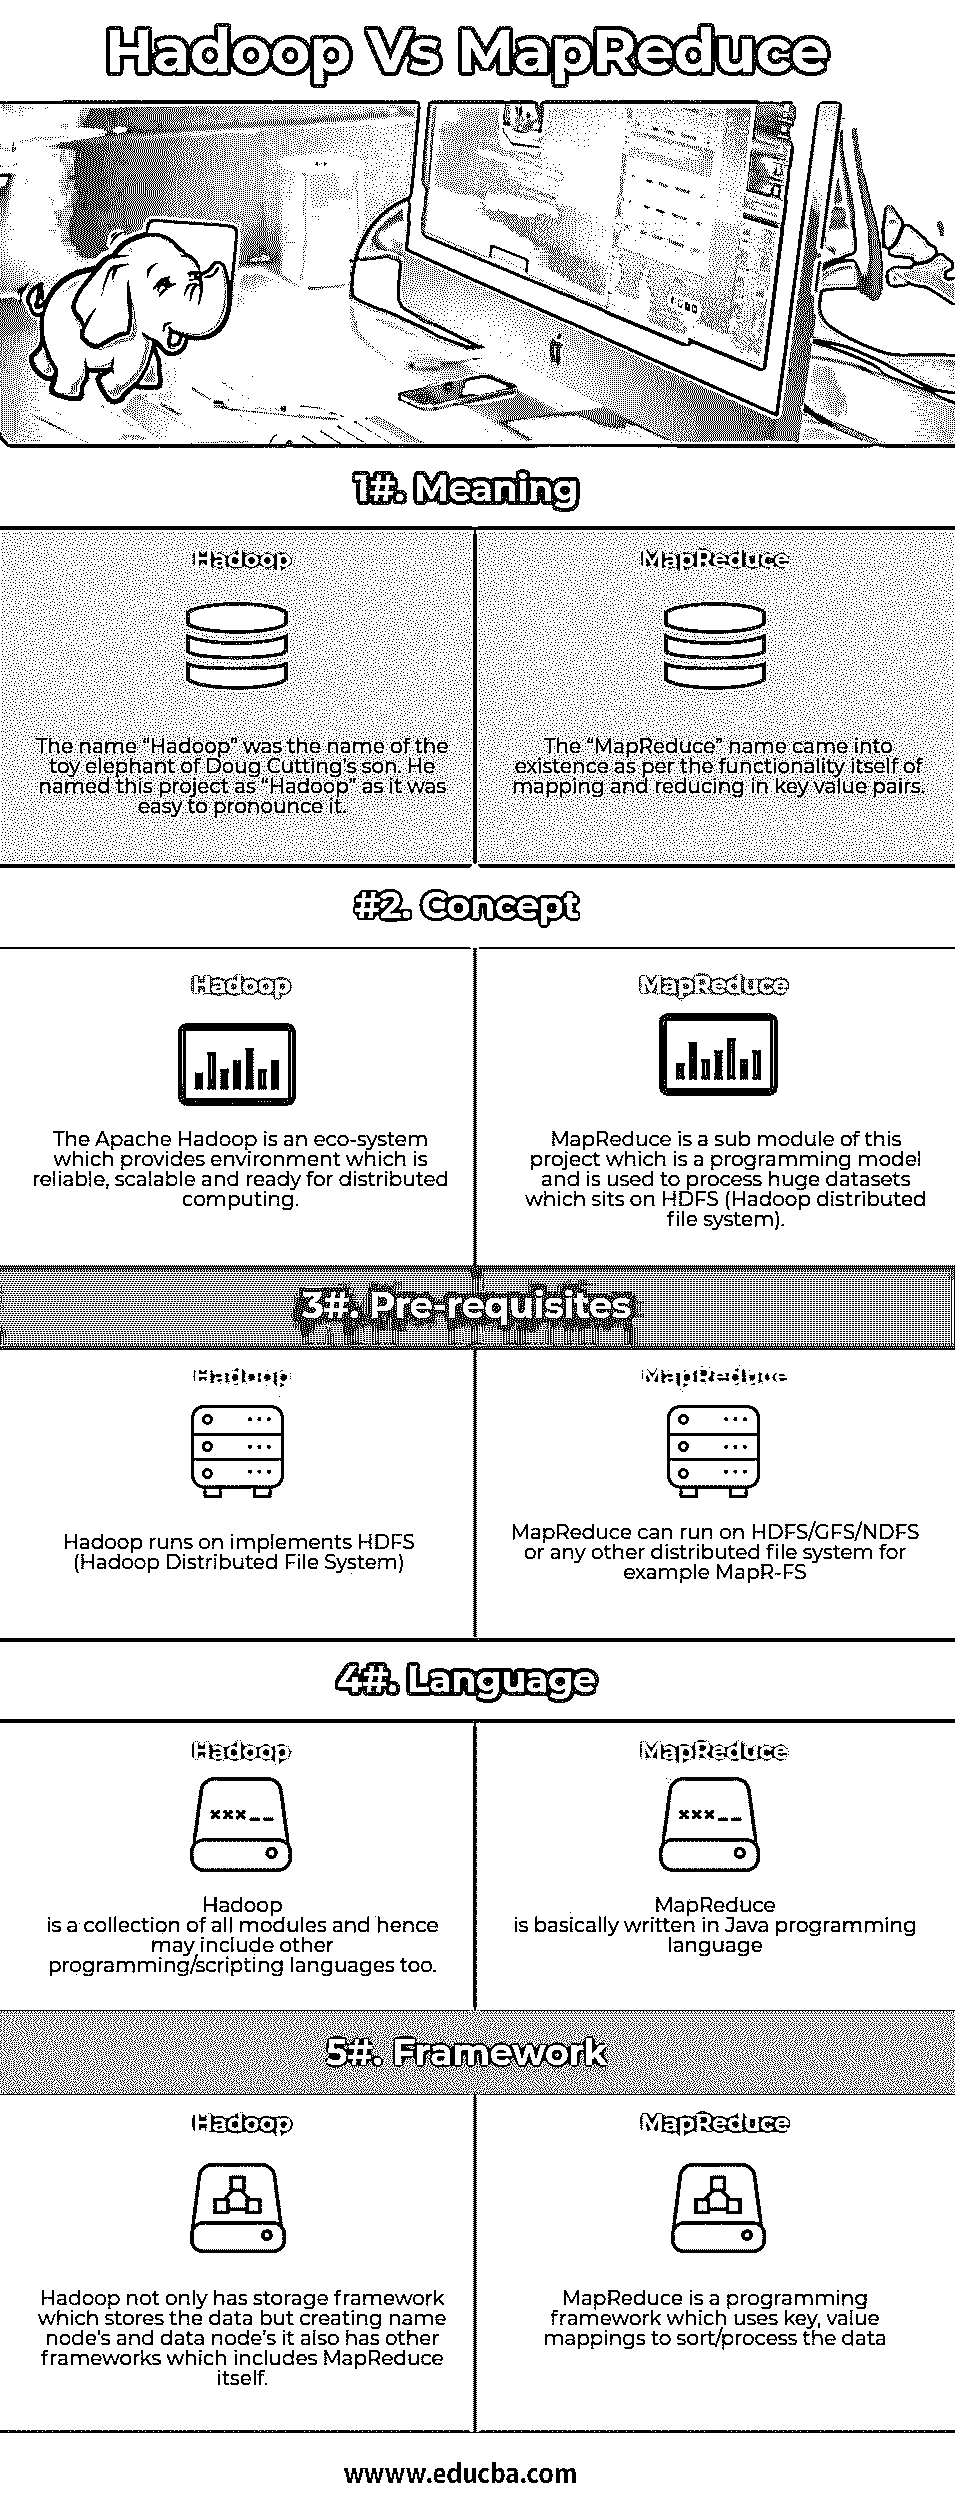 Hadoop Vs MapReduce
1#. Meaning
Hadoop
The name “Hadoop” was the name of the
toy elephant of Doug Cutting’s son. He
named this project as “Hadoop” as it was
easy to pronounce it.
MapReduce
The “MapReduce” name came into
existence as per the functionality itself of
mapping and reducing in key value pairs.
#2. Concept
Hadoop
The Apache Hadoop is an eco-system
which provides environment which is
reliable, scalable and ready for distributed
computing.
MapReduce
MapReduce is a sub module of this
project which is a programming model
and is used to process huge datasets
which sits on HDFS (Hadoop distributed
file system).
3#. Pre-requisites
Hadoop
Hadoop runs on implements HDFS
(Hadoop Distributed File System)
MapReduce
MapReduce can run on HDFS/GFS/NDFS
or any other distributed file system for
example MapR-FS
4#. Language
Hadoop
Hadoop
is a collection of all modules and hence
may include other
programming/scripting languages too.
MapReduce
MapReduce
is basically written in Java programming
language
5#. Framework
Hadoop
Hadoop not only has storage framework
which stores the data but creating name
node's and data node's it also has other
frameworks which includes MapReduce
itself.
MapReduce
MapReduce is a programming
framework which uses key, value
mappings to sort/process the data
wwww.educba.com